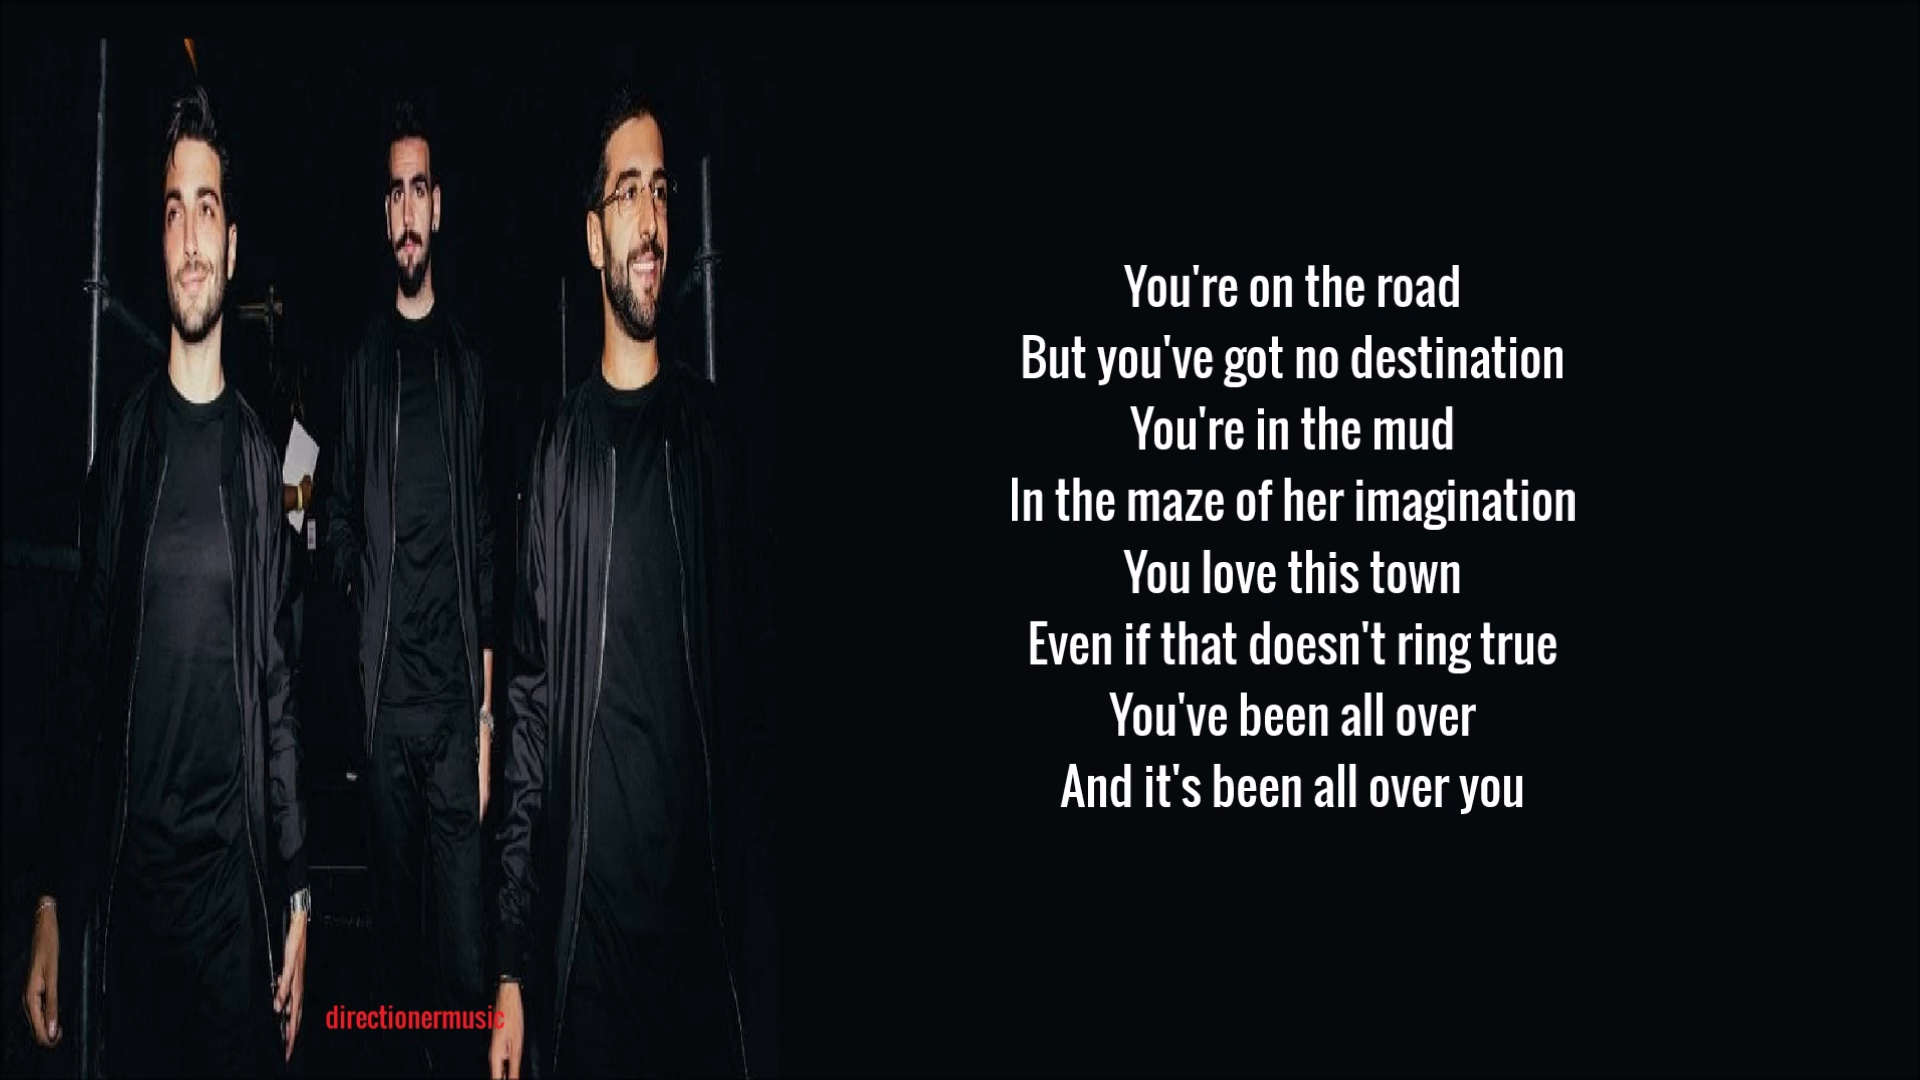 You're on the road
But you've got no destination
You're in the mud
In the maze of her imagination
You love this town
Even if that doesn't ring true
You've been all over
And it's been all over you
directionermusic